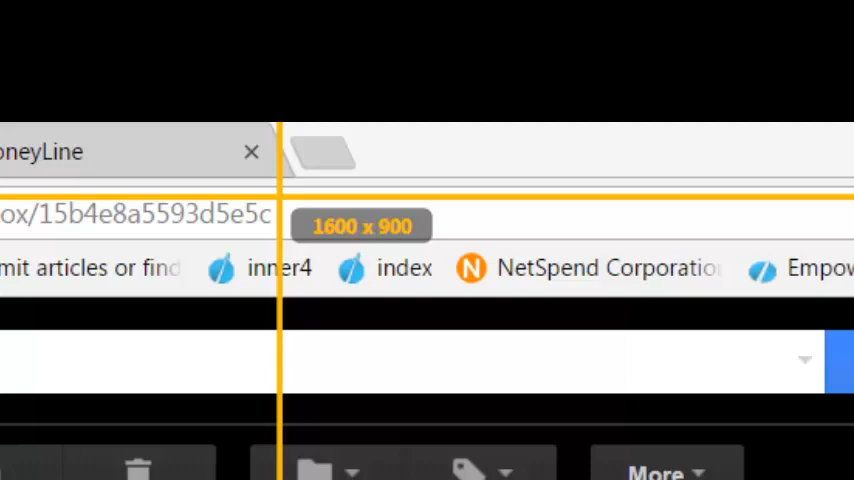 oneyLine
ox/15b4e8a5593d5e5c
1600 x 900
mit articles or find inner4 index N NetSpend Corporation Empow
More